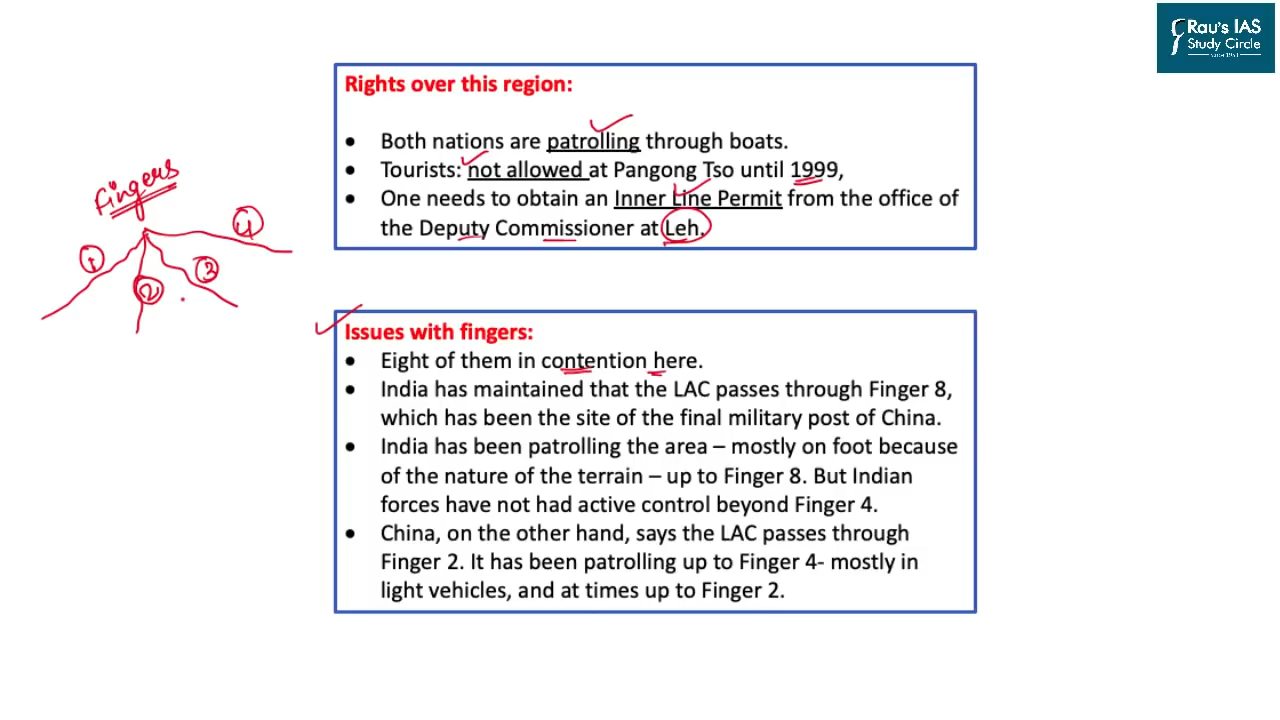 Rau's IAS
Study Circle
SINCE 1953
Rights over this region:
• Both nations are patrolling through boats.
• Tourists: not allowed at Pangong Tso until 1999,
• One needs to obtain an Inner Line Permit from the office of
the Deputy Commissioner at Leh.
Fingers
1
2
3
4
Issues with fingers:
• Eight of them in contention here.
• India has maintained that the LAC passes through Finger 8,
which has been the site of the final military post of China.
• India has been patrolling the area – mostly on foot because
of the nature of the terrain – up to Finger 8. But Indian
forces have not had active control beyond Finger 4.
• China, on the other hand, says the LAC passes through
Finger 2. It has been patrolling up to Finger 4- mostly in
light vehicles, and at times up to Finger 2.